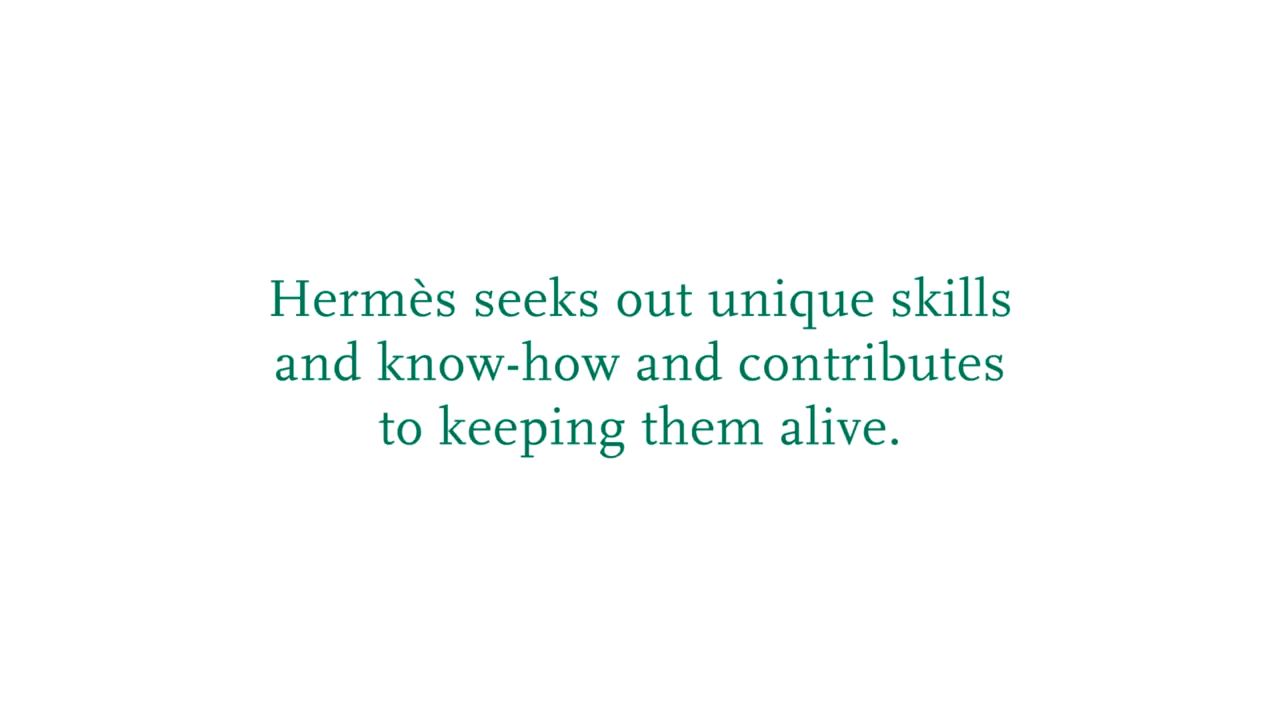 Hermès seeks out unique skills
and know-how and contributes
to keeping them alive.